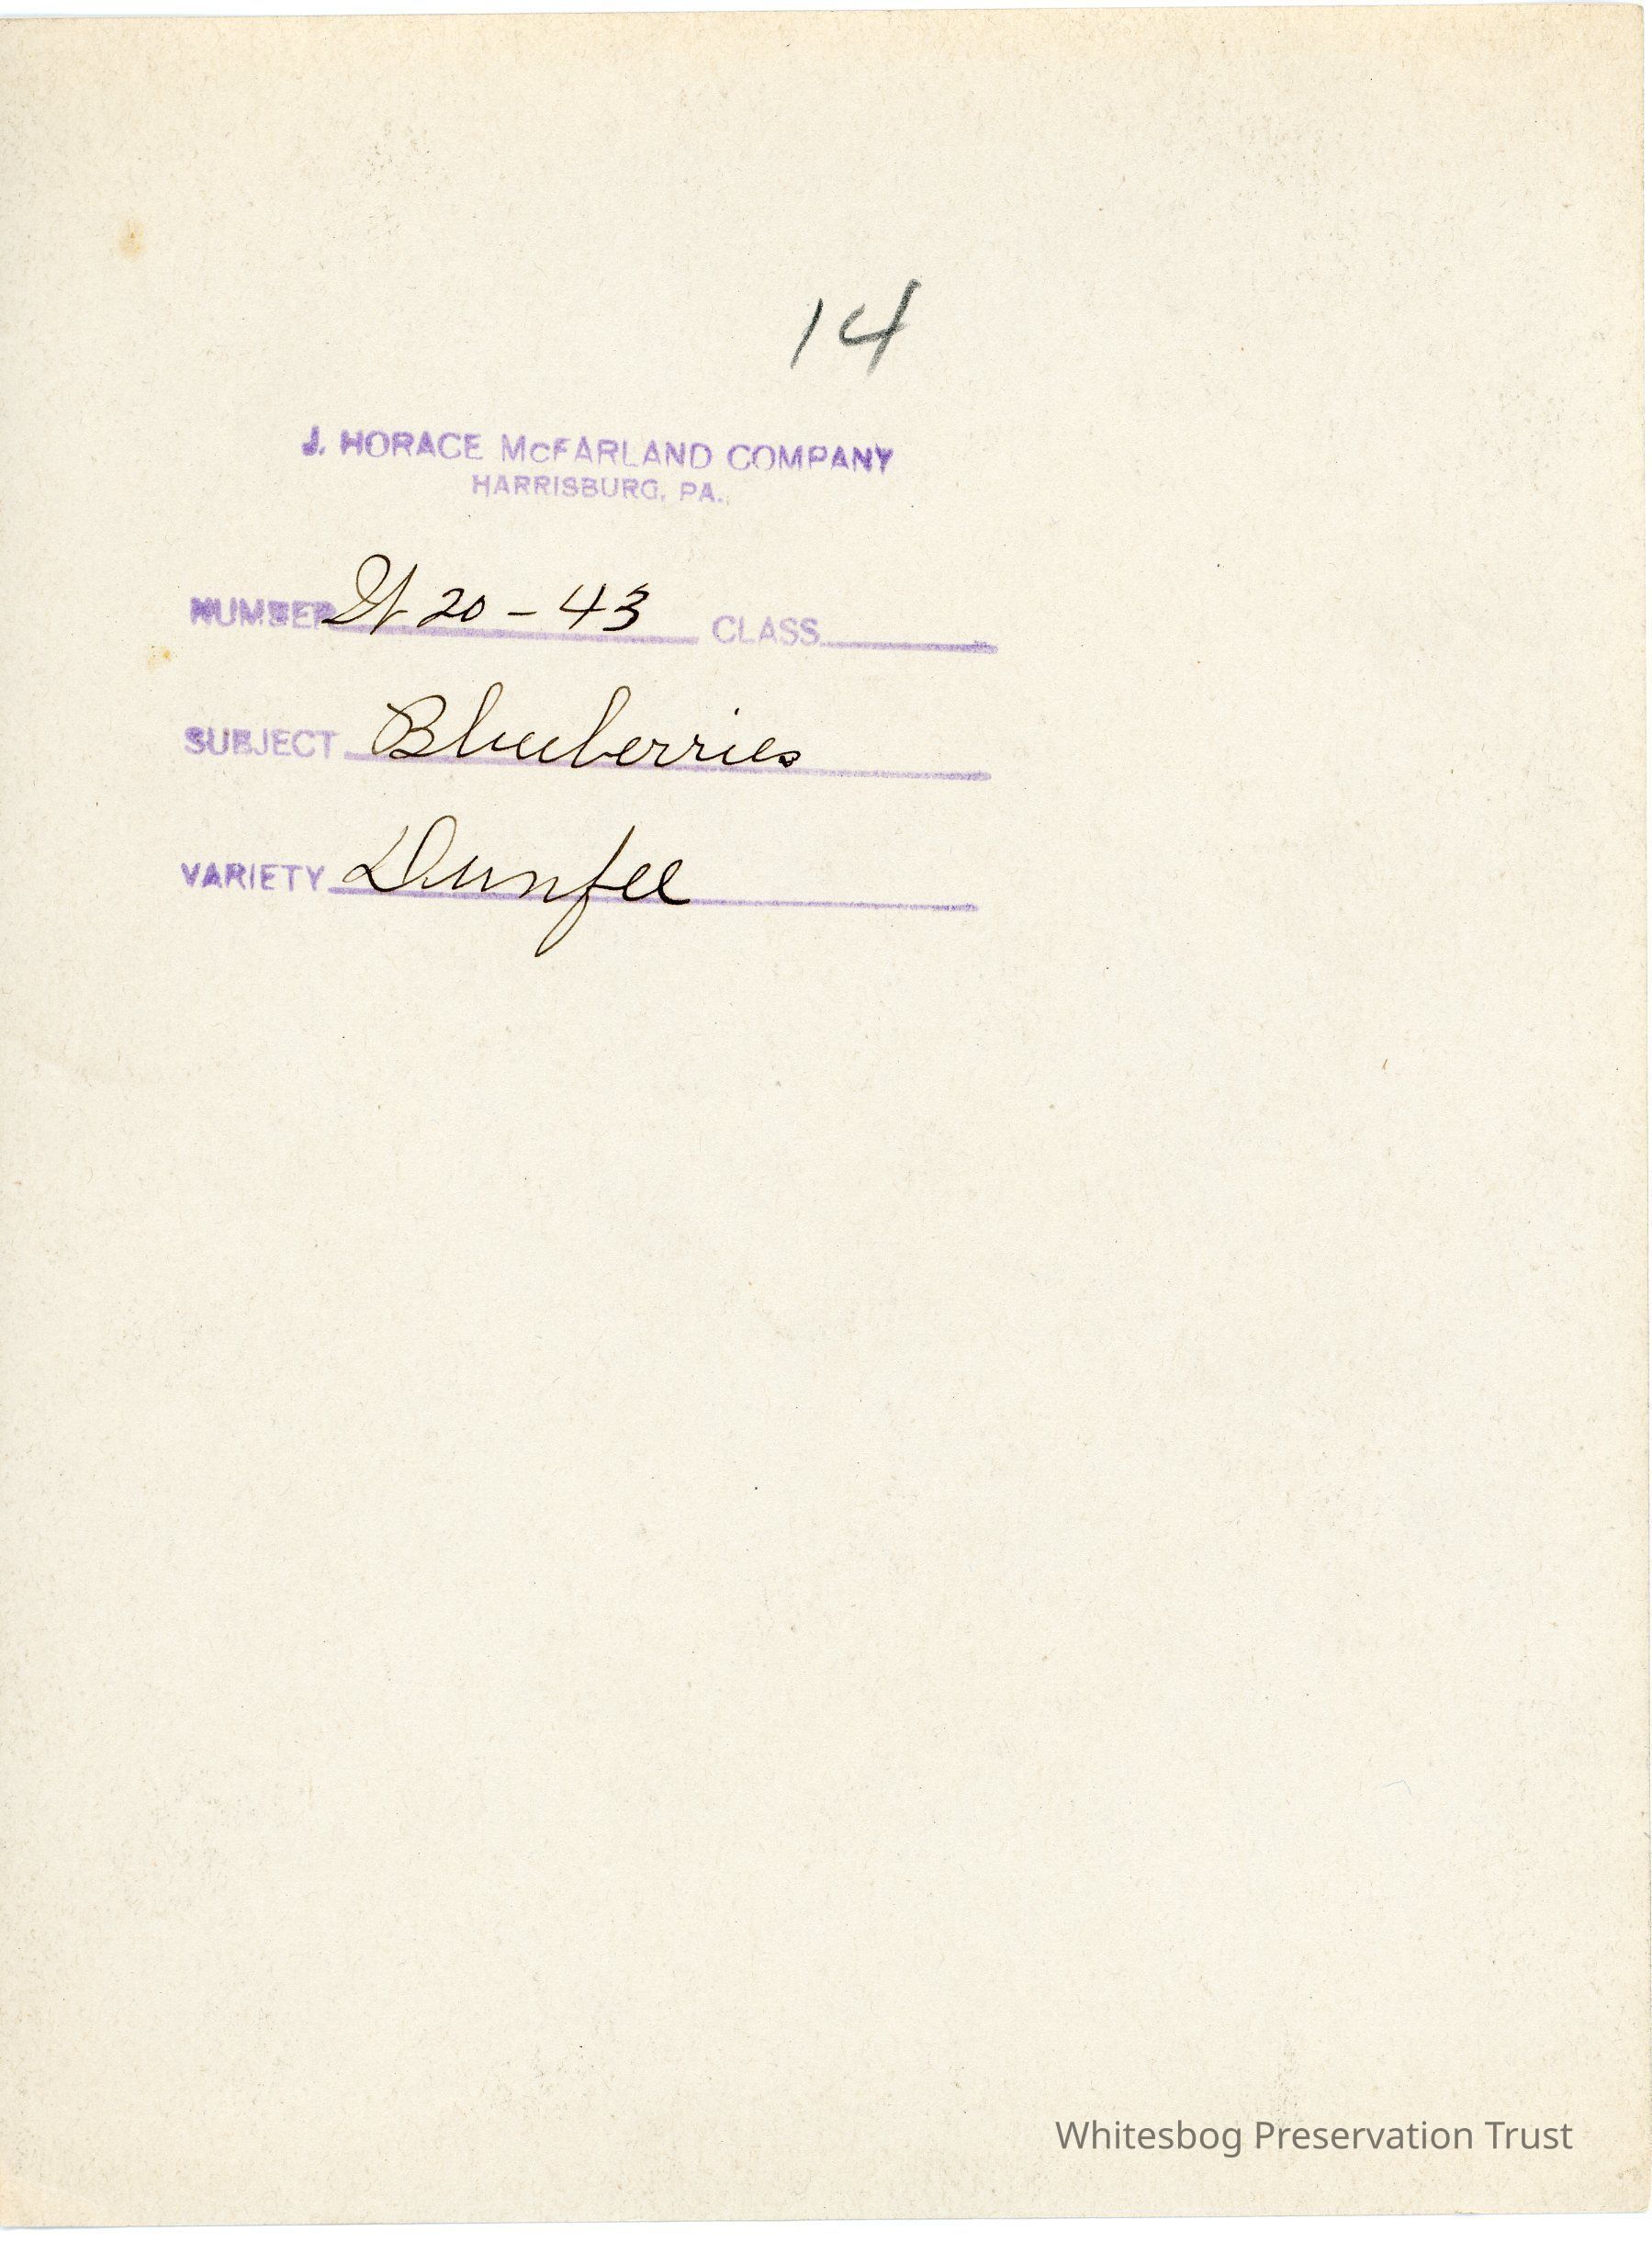 14
J. HORACE McFARLAND COMPANY
HARRISBURG, PA.
NUMBER 20 - 43 CLASS
SUBJECT Blueberries
VARIETY Dunfee
Whitesbog Preservation Trust